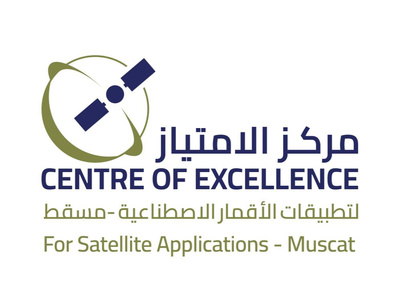 مركز الامتياز
CENTRE OF EXCELLENCE
لتطبيقات الأقمار الاصطناعية -مسقط
For Satellite Applications - Muscat